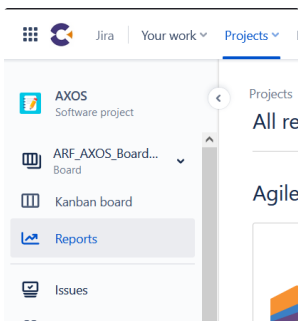 Jira Your work Projects
AXOS
Software project
ARF_AXOS_Board...
Board
Kanban board
Reports
Issues
Projects
All re
Agile